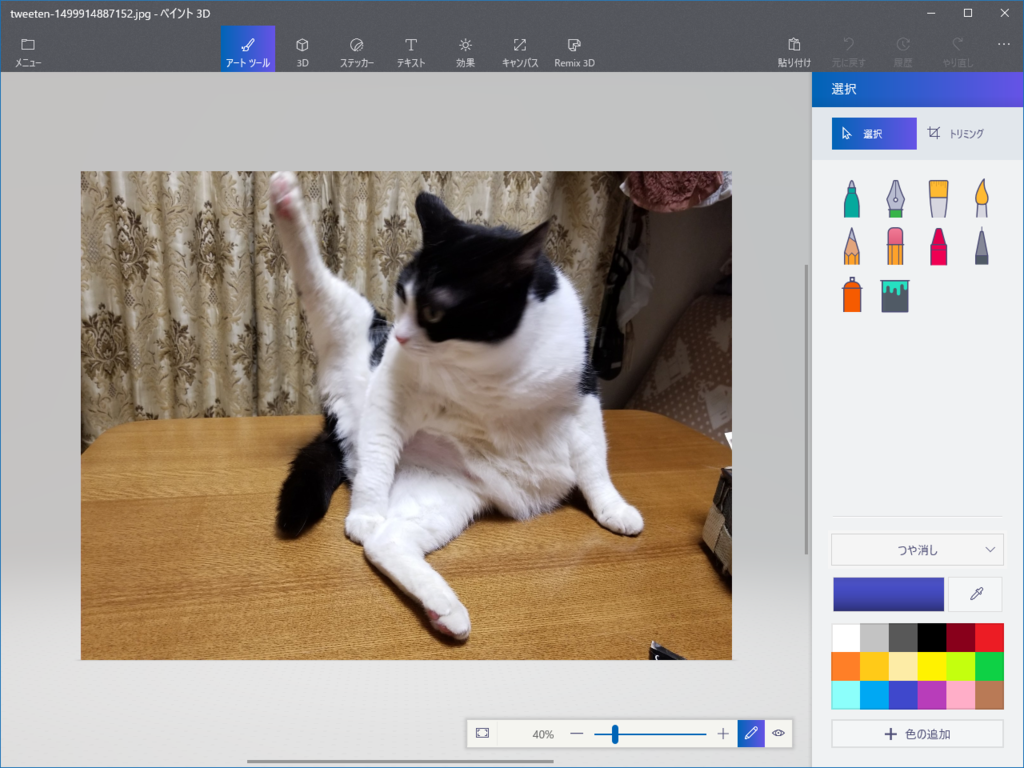 tweeten-1499914887152.jpg - ペイント 3D
メニュー
アート ツール
3D
ステッカー
テキスト
効果
キャンバス
Remix 3D
貼り付け
元に戻す
履歴
やり直し
選択
選択
トリミング
つや消し
色の追加
40%